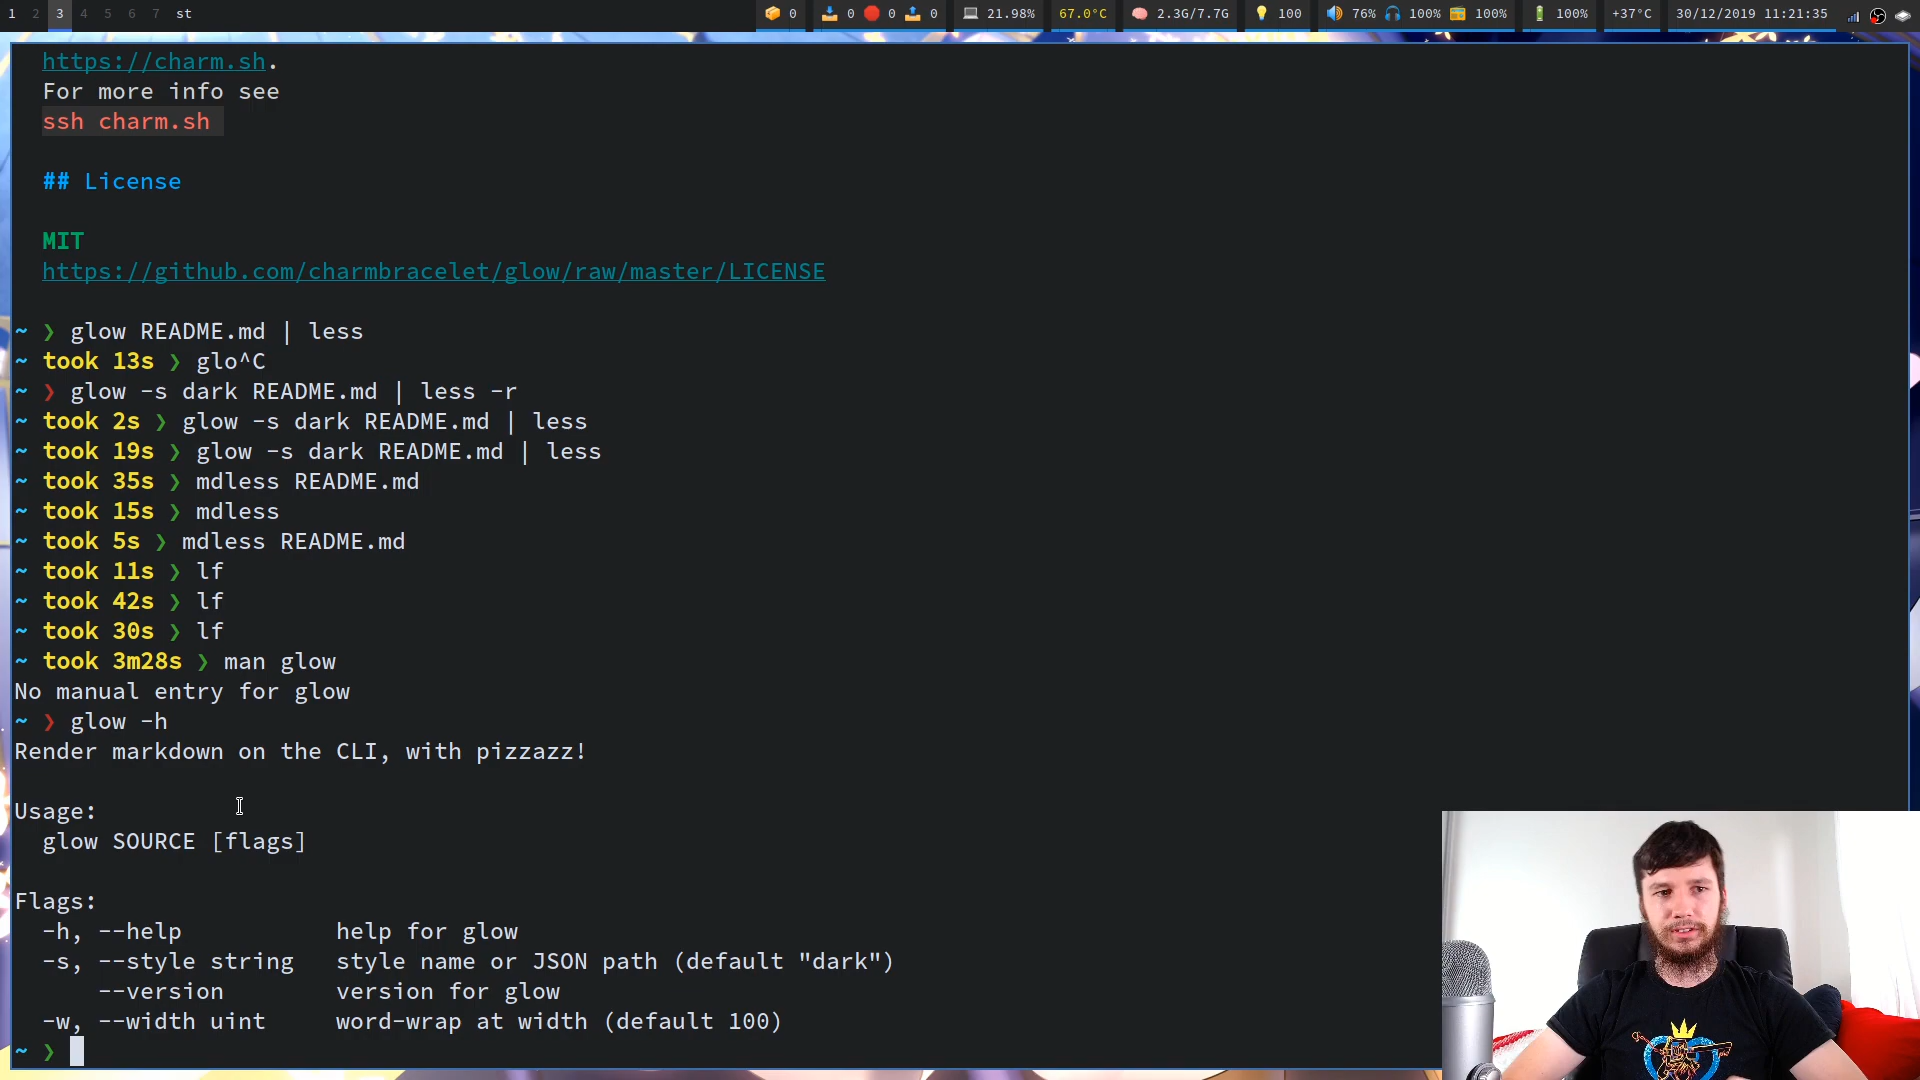 1 2 3 4 5 6 7 st 0 0 0 0 21.98% 67.0°C 2.3G/7.7G 100 76% 100% 100% 100% +37°C 30/12/2019 11:21:35
https://charm.sh.
For more info see
ssh charm.sh
## License
MIT
https://github.com/charmbracelet/glow/raw/master/LICENSE
~ ❯ glow README.md | less
~ took 13s ❯ glo^C
~ ❯ glow -s dark README.md | less -r
~ took 2s ❯ glow -s dark README.md | less
~ took 19s ❯ glow -s dark README.md | less
~ took 35s ❯ mdless README.md
~ took 15s ❯ mdless
~ took 5s ❯ mdless README.md
~ took 11s ❯ lf
~ took 42s ❯ lf
~ took 30s ❯ lf
~ took 3m28s ❯ man glow
No manual entry for glow
~ ❯ glow -h
Render markdown on the CLI, with pizzazz!
Usage:
glow SOURCE [flags]
Flags:
-h, --help help for glow
-s, --style string style name or JSON path (default "dark")
--version version for glow
-w, --width uint word-wrap at width (default 100)
~ ❯